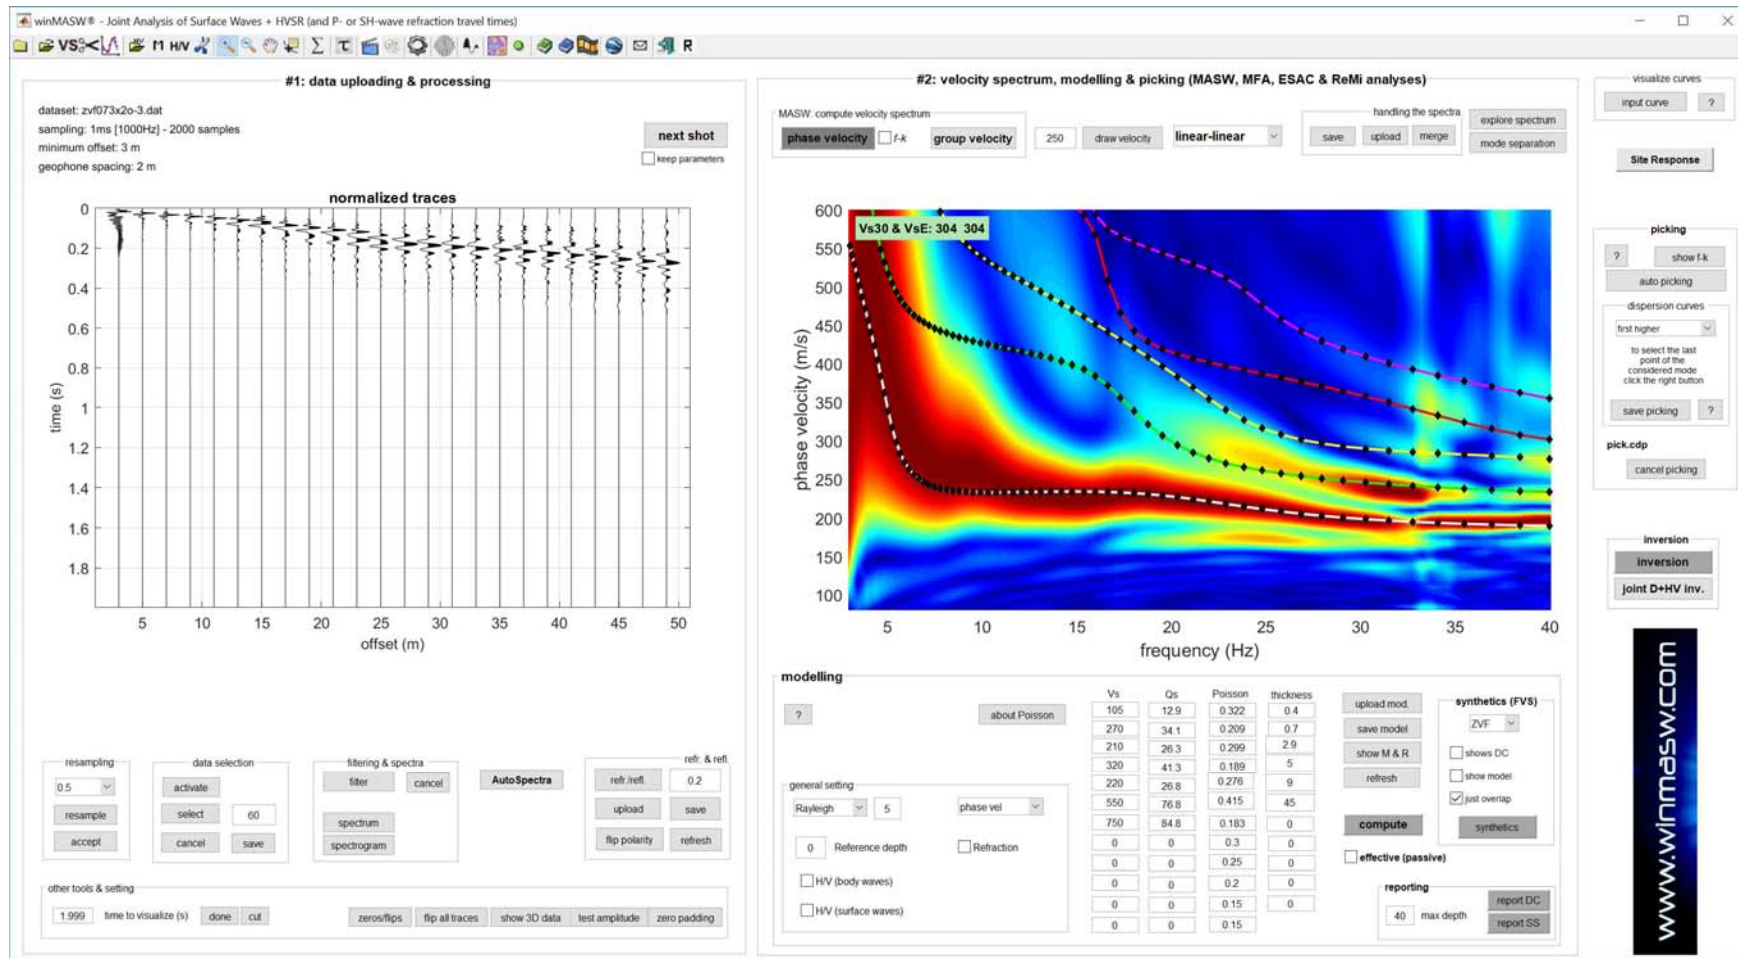 winMASW® - Joint Analysis of Surface Waves + HVSR (and P- or SH-wave refraction travel times)
VS M H/V Σ τ R
#1: data uploading & processing
dataset: zvf073x2o-3.dat
sampling: 1ms [1000Hz] - 2000 samples
minimum offset: 3 m
geophone spacing: 2 m
next shot
keep parameters
normalized traces
0
0.2
0.4
0.6
0.8
1
1.2
1.4
1.6
1.8
time (s)
5 10 15 20 25 30 35 40 45 50
offset (m)
resampling
0.5
resample
accept
data selection
activate
select 60
cancel save
filtering & spectra
filter cancel
spectrum
spectrogram
AutoSpectra
refr. & refl.
refr./refl. 0.2
upload save
flip polarity refresh
other tools & setting
1.999 time to visualize (s) done cut zeros/flips flip all traces show 3D data test amplitude zero padding
#2: velocity spectrum, modelling & picking (MASW, MFA, ESAC & ReMi analyses)
MASW: compute velocity spectrum
phase velocity f-k group velocity 250 draw velocity linear-linear
handling the spectra
save upload merge
explore spectrum
mode separation
Vs30 & VsE: 304 304
600
550
500
450
400
350
300
250
200
150
100
phase velocity (m/s)
5 10 15 20 25 30 35 40
frequency (Hz)
modelling
? about Poisson
general setting
Rayleigh 5 phase vel
0 Reference depth Refraction
H/V (body waves)
H/V (surface waves)
Vs Qs Poisson thickness
105 12.9 0.322 0.4
270 34.1 0.209 0.7
210 26.3 0.299 2.9
320 41.3 0.189 5
220 26.8 0.276 9
550 76.8 0.415 45
750 84.8 0.183 0
0 0 0.3 0
0 0 0.25 0
0 0 0.2 0
0 0 0.15 0
0 0 0.15
upload mod.
save model
show M & R
refresh
compute
effective (passive)
synthetics (FVS)
ZVF
shows DC
show model
just overlap
synthetics
reporting
40 max depth
report DC
report SS
visualize curves
input curve ?
Site Response
picking
? show f-k
auto picking
dispersion curves
first higher
to select the last
point of the
considered mode
click the right button
save picking ?
pick.cdp
cancel picking
inversion
inversion
joint D+HV inv.
www.winmasw.com